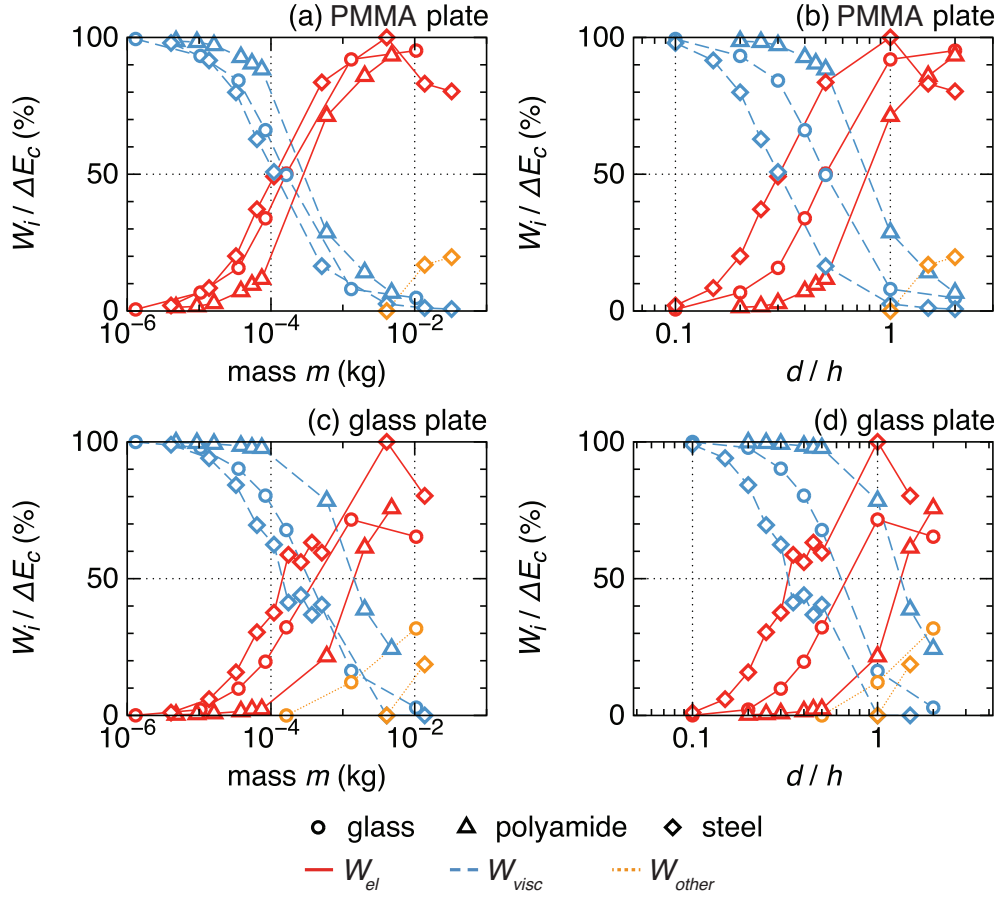 (a) PMMA plate
(b) PMMA plate
100
50
0
W_i / ΔE_c (%)
10⁻⁶
10⁻⁴
10⁻²
mass m (kg)
100
50
0
W_i / ΔE_c (%)
0.1
1
d / h
(c) glass plate
(d) glass plate
100
50
0
W_i / ΔE_c (%)
10⁻⁶
10⁻⁴
10⁻²
mass m (kg)
100
50
0
W_i / ΔE_c (%)
0.1
1
d / h
glass polyamide steel
W_el W_visc W_other